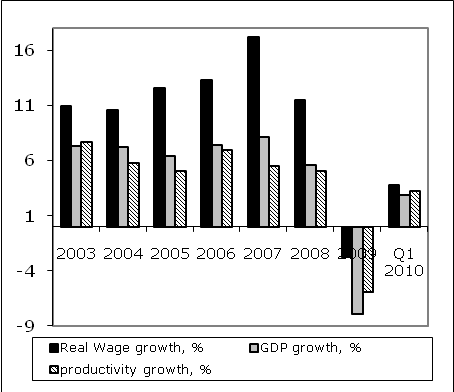 16
11
6
1
-4
-9
2003 2004 2005 2006 2007 2008 2009 Q1
2010
Real Wage growth, % GDP growth, %
productivity growth, %